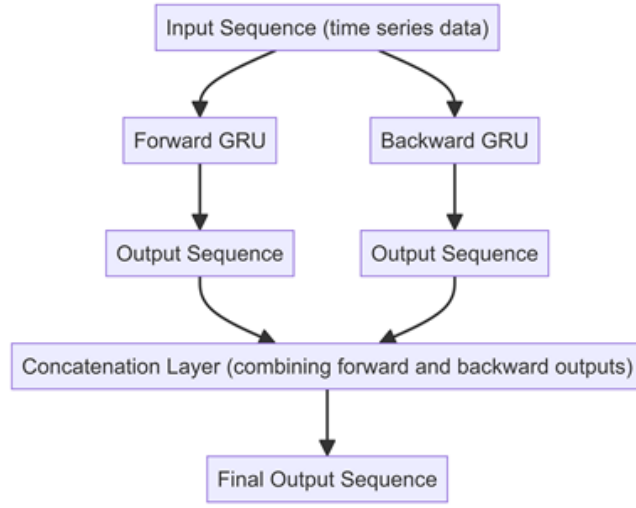 Input Sequence (time series data)
Forward GRU
Backward GRU
Output Sequence
Output Sequence
Concatenation Layer (combining forward and backward outputs)
Final Output Sequence